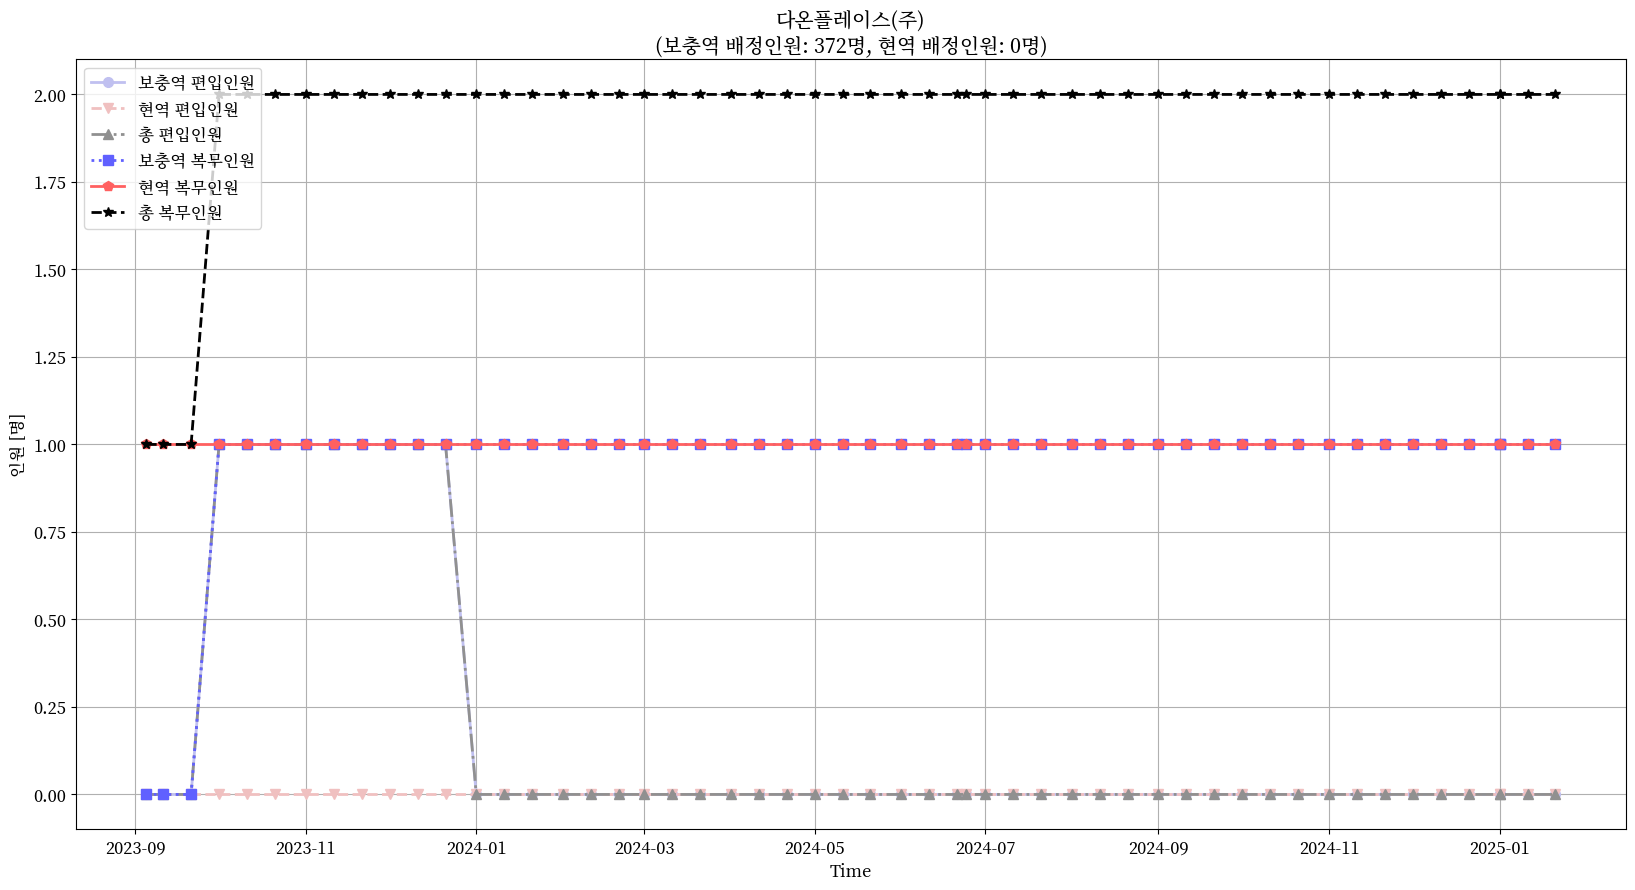 다온플레이스(주)
(보충역 배정인원: 372명, 현역 배정인원: 0명)
보충역 편입인원
현역 편입인원
총 편입인원
보충역 복무인원
현역 복무인원
총 복무인원
2.00
1.75
1.50
1.25
1.00
0.75
0.50
0.25
0.00
인원 [명]
2023-09
2023-11
2024-01
2024-03
2024-05
2024-07
2024-09
2024-11
2025-01
Time